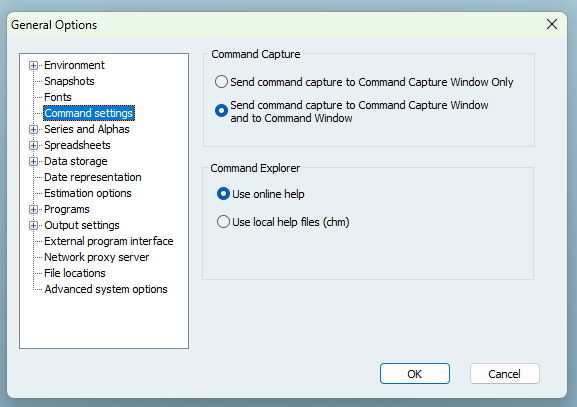 General Options
Environment
Snapshots
Fonts
Command settings
Series and Alphas
Spreadsheets
Data storage
Date representation
Estimation options
Programs
Output settings
External program interface
Network proxy server
File locations
Advanced system options
Command Capture
Send command capture to Command Capture Window Only
Send command capture to Command Capture Window
and to Command Window
Command Explorer
Use online help
Use local help files (chm)
OK
Cancel